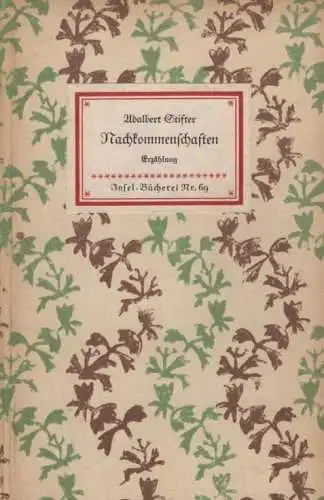 Adalbert Stifter
Nachkommenschaften
Erzählung
Insel-Bücherei Nr. 69